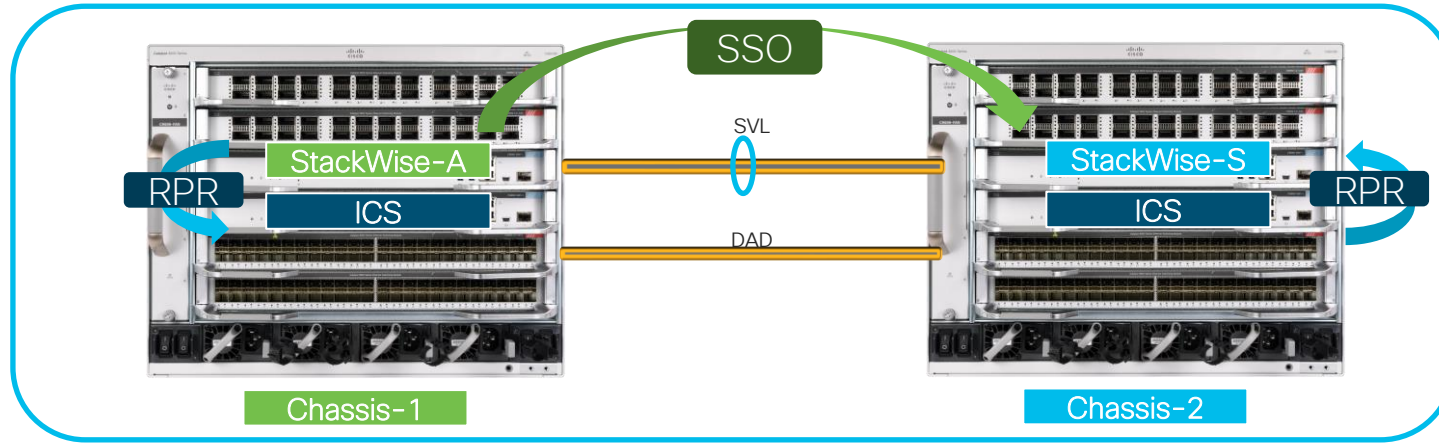 SSO
SVL
StackWise-A
StackWise-S
RPR
RPR
ICS
ICS
DAD
Chassis-1
Chassis-2